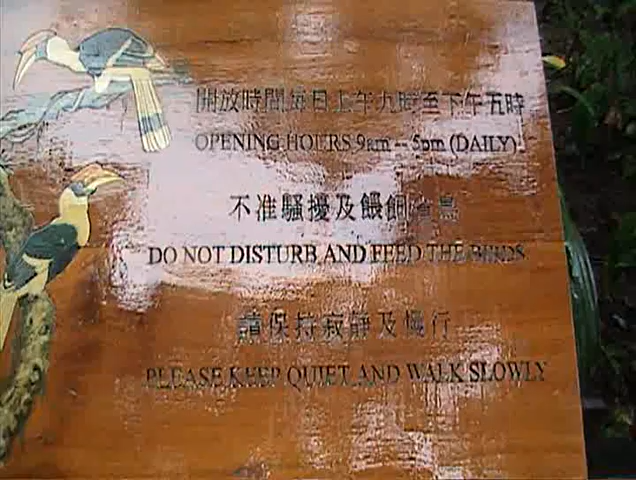 開放時間每日上午九時至下午五時
OPENING HOURS 9am -- 5pm (DAILY)
不准騷擾及餵飼雀鳥
DO NOT DISTURB AND FEED THE BIRDS
請保持寂靜及慢行
PLEASE KEEP QUIET AND WALK SLOWLY